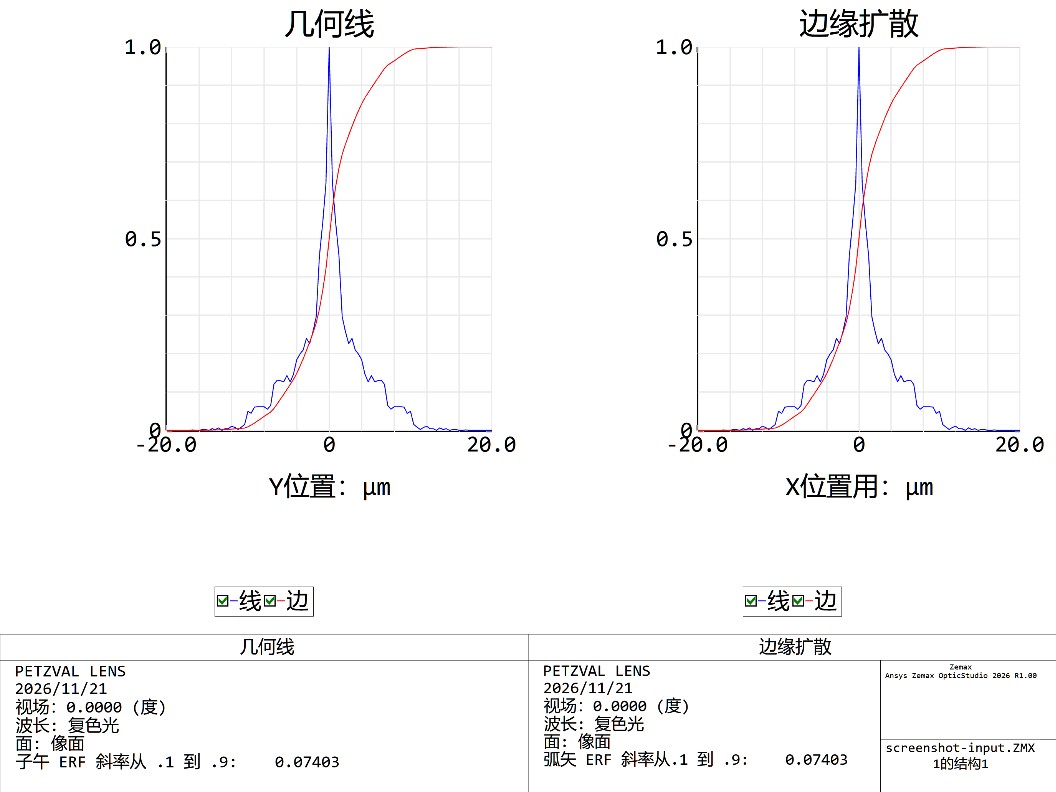 几何线
1.0
0.5
0
-20.0
0
20.0
Y位置: μm
线 边
边缘扩散
1.0
0.5
0
-20.0
0
20.0
X位置用: μm
线 边
几何线
PETZVAL LENS
2026/11/21
视场: 0.0000 (度)
波长: 复色光
面: 像面
子午 ERF 斜率从 .1 到 .9: 0.07403
边缘扩散
PETZVAL LENS
2026/11/21
视场: 0.0000 (度)
波长: 复色光
面: 像面
弧矢 ERF 斜率从.1 到 .9: 0.07403
Zemax
Ansys Zemax OpticStudio 2026 R1.00
screenshot-input.ZMX
1的结构1